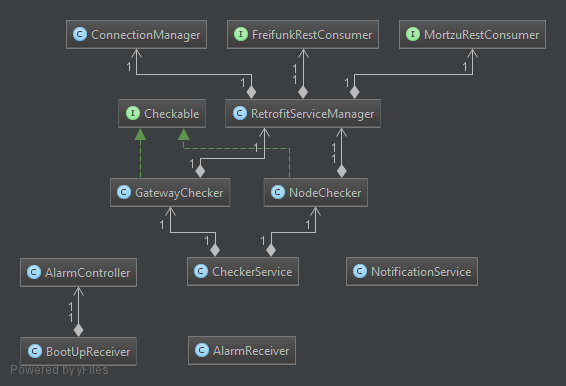 C ConnectionManager
I FreifunkRestConsumer
I MortzuRestConsumer
1
1
1
1
1
1
I Checkable
C RetrofitServiceManager
1
1
1
1
C GatewayChecker
C NodeChecker
1
1
1
1
C AlarmController
C CheckerService
C NotificationService
1
1
C BootUpReceiver
C AlarmReceiver
Powered by yFiles